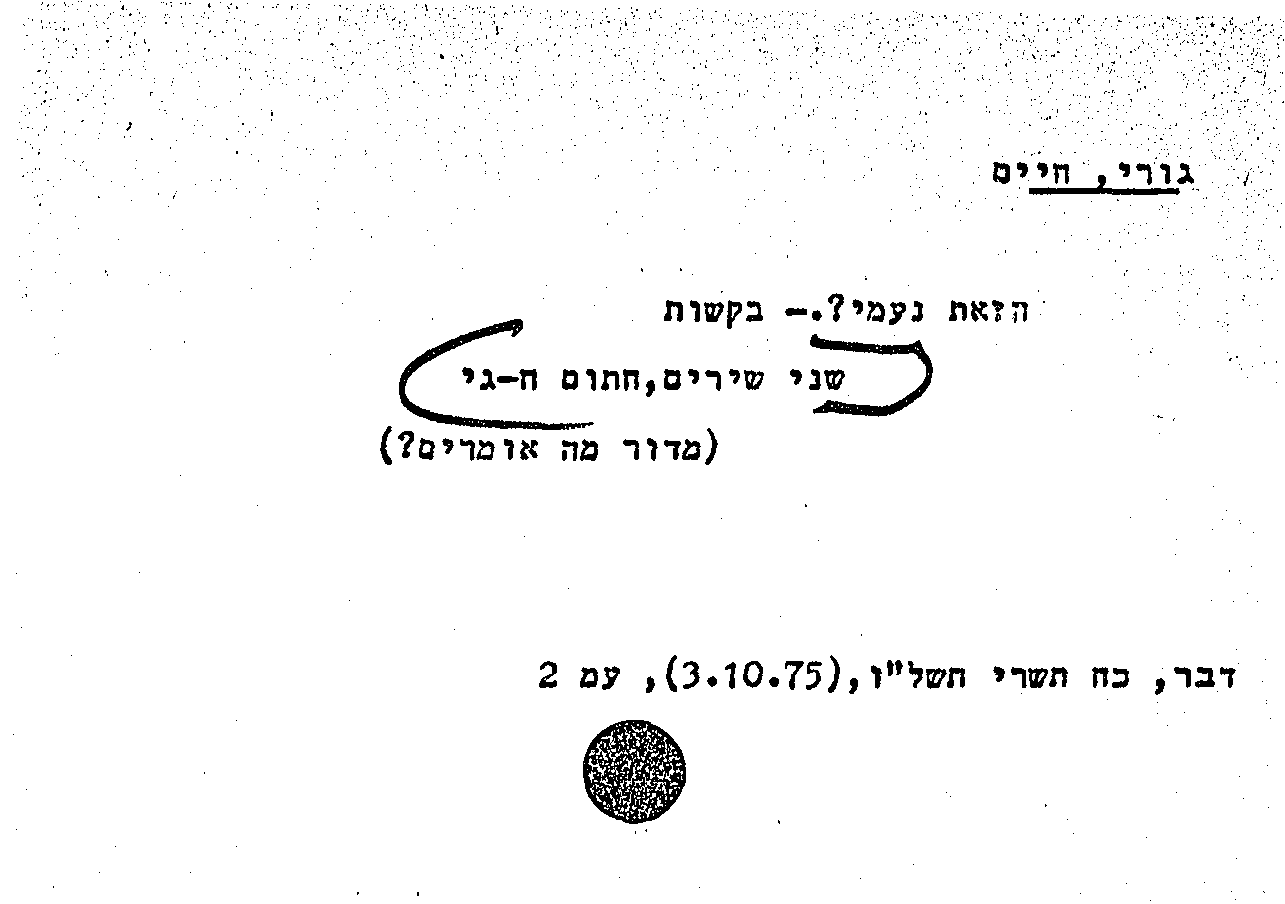 גורי, חיים
הזאת נעמי?.– בקשות
שני שירים,חתום ח-גי
(מדור מה אומרים?)
דבר, כח תשרי תשל"ו,(3.10.75), עמ 2